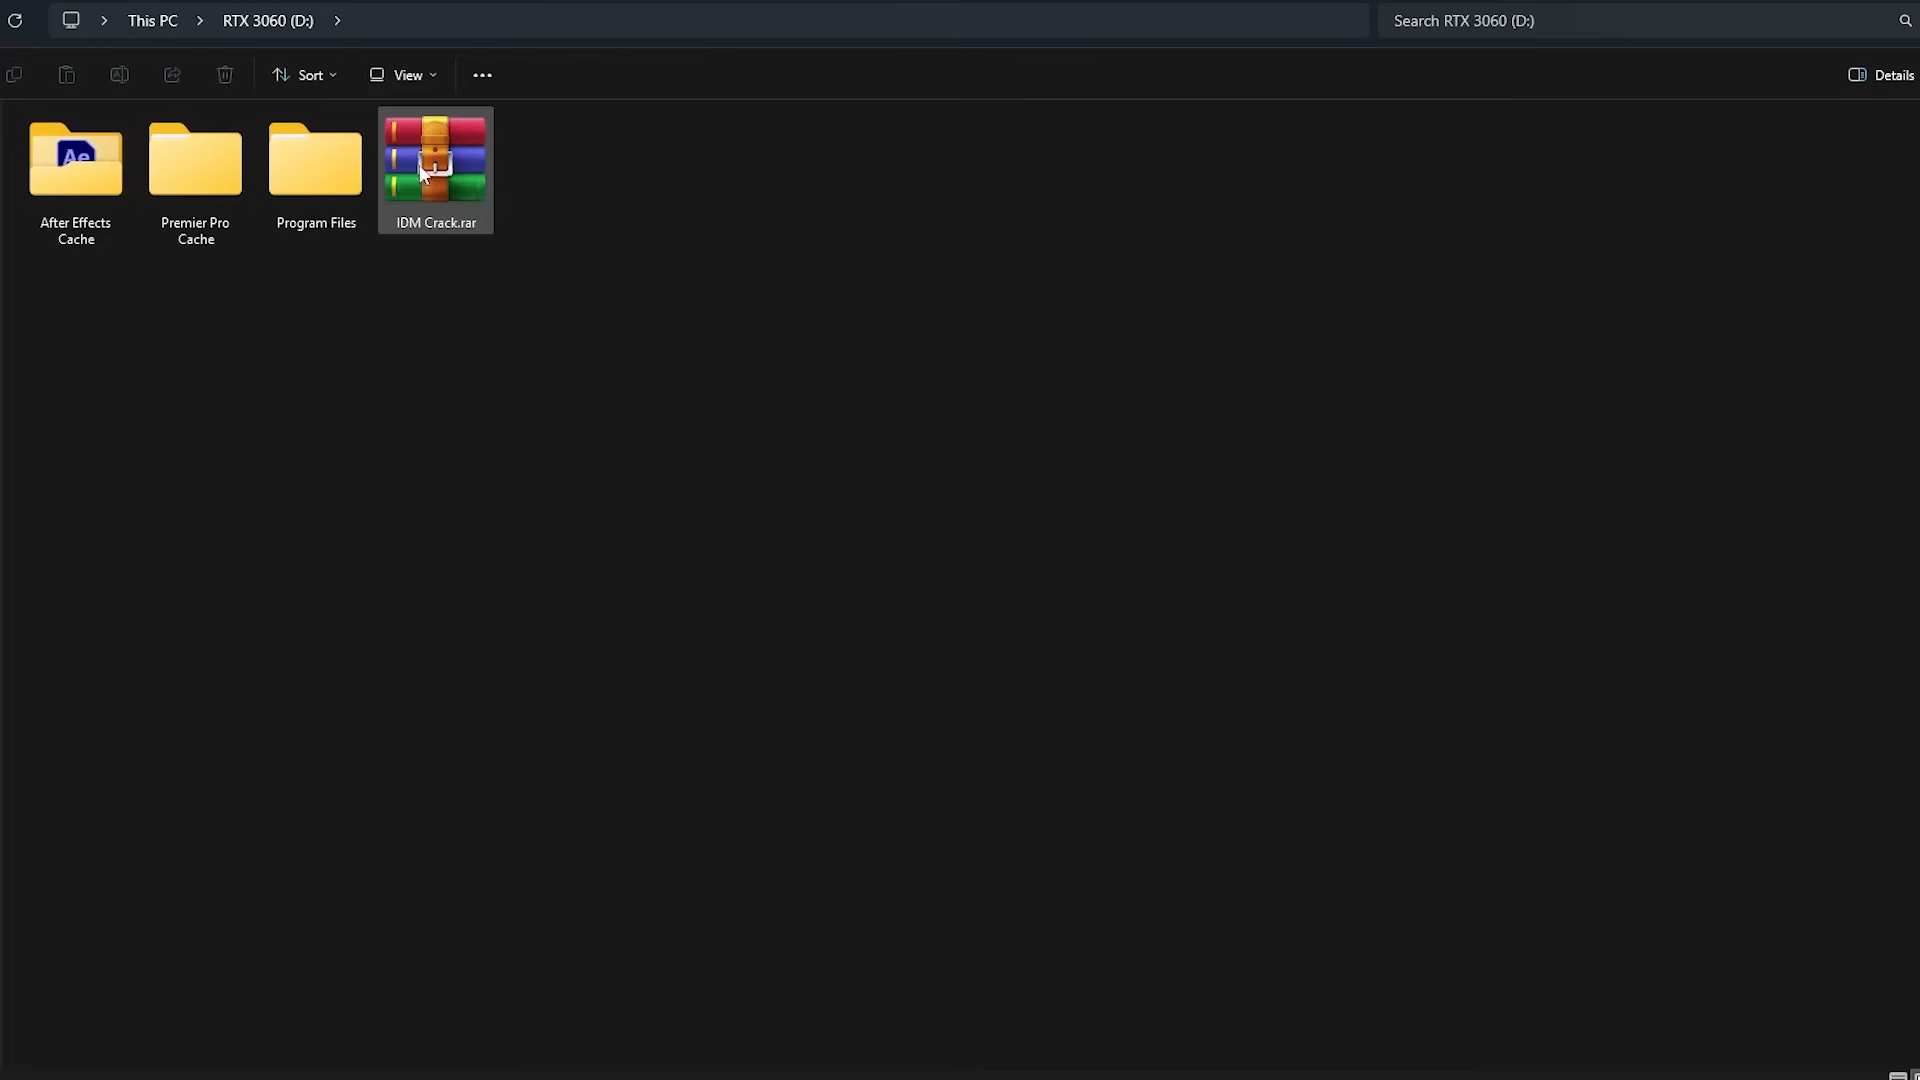 This PC
RTX 3060 (D:)
Search RTX 3060 (D:)
Sort
View
Details
Ae
After Effects
Cache
Premier Pro
Cache
Program Files
IDM Crack.rar